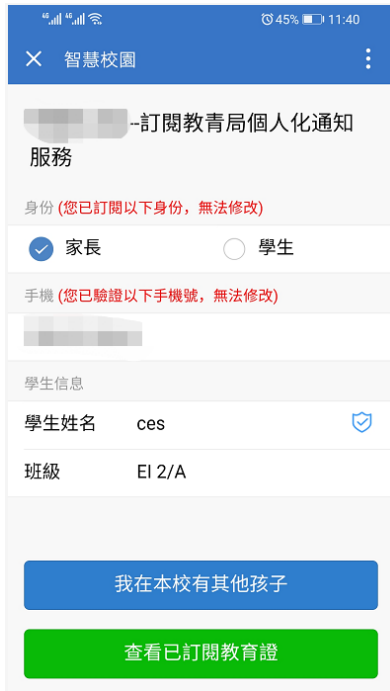 4G 4G 45% 11:40
智慧校園
--訂閱教青局個人化通知
服務
身份 (您已訂閱以下身份，無法修改)
家長 學生
手機 (您已驗證以下手機號，無法修改)
學生信息
學生姓名 ces
班級 EI 2/A
我在本校有其他孩子
查看已訂閱教育證